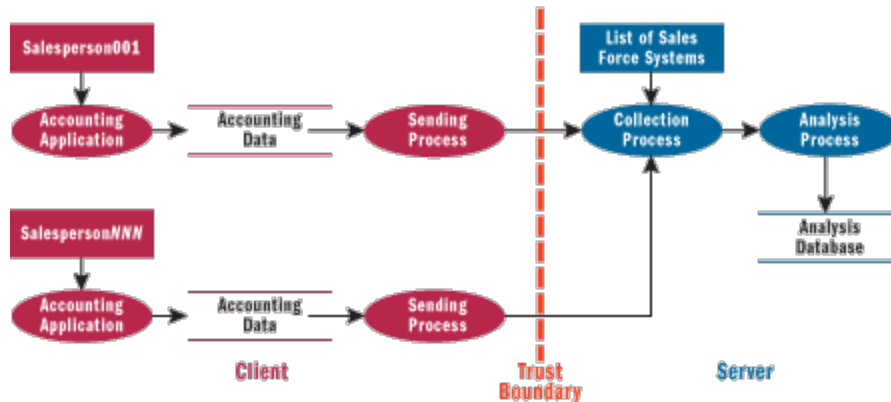 Salesperson001
List of Sales
Force Systems
Accounting
Application
Accounting
Data
Sending
Process
Collection
Process
Analysis
Process
SalespersonNNN
Analysis
Database
Accounting
Application
Accounting
Data
Sending
Process
Client
Trust
Boundary
Server